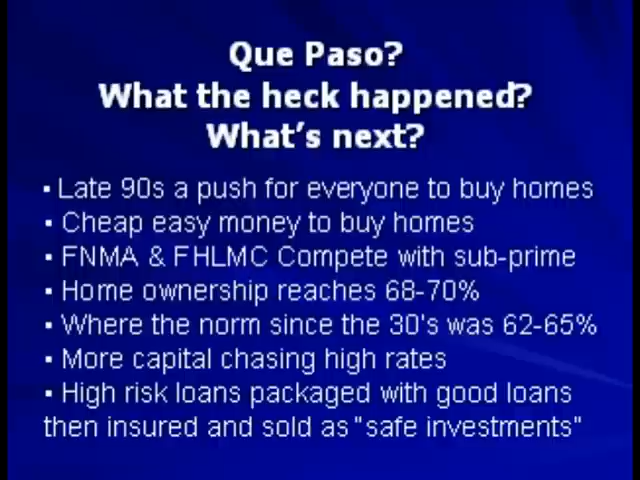 Que Paso?
What the heck happened?
What's next?
▪ Late 90s a push for everyone to buy homes
▪ Cheap easy money to buy homes
▪ FNMA & FHLMC Compete with sub-prime
▪ Home ownership reaches 68-70%
▪ Where the norm since the 30's was 62-65%
▪ More capital chasing high rates
▪ High risk loans packaged with good loans
then insured and sold as "safe investments"